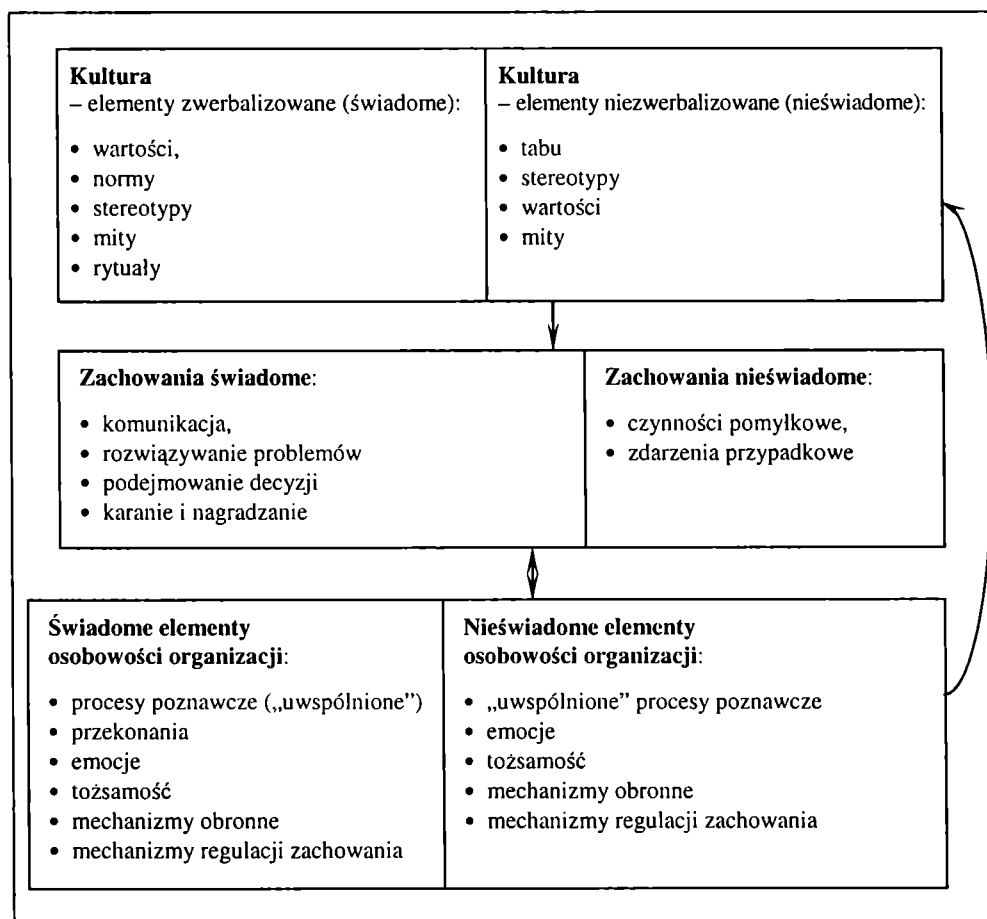 Kultura
– elementy zwerbalizowane (świadome):
• wartości,
• normy
• stereotypy
• mity
• rytuały
Kultura
– elementy niezwerbalizowane (nieświadome):
• tabu
• stereotypy
• wartości
• mity
Zachowania świadome:
• komunikacja,
• rozwiązywanie problemów
• podejmowanie decyzji
• karanie i nagradzanie
Zachowania nieświadome:
• czynności pomyłkowe,
• zdarzenia przypadkowe
Świadome elementy
osobowości organizacji:
• procesy poznawcze („uwspólnione”)
• przekonania
• emocje
• tożsamość
• mechanizmy obronne
• mechanizmy regulacji zachowania
Nieświadome elementy
osobowości organizacji:
• „uwspólnione” procesy poznawcze
• emocje
• tożsamość
• mechanizmy obronne
• mechanizmy regulacji zachowania